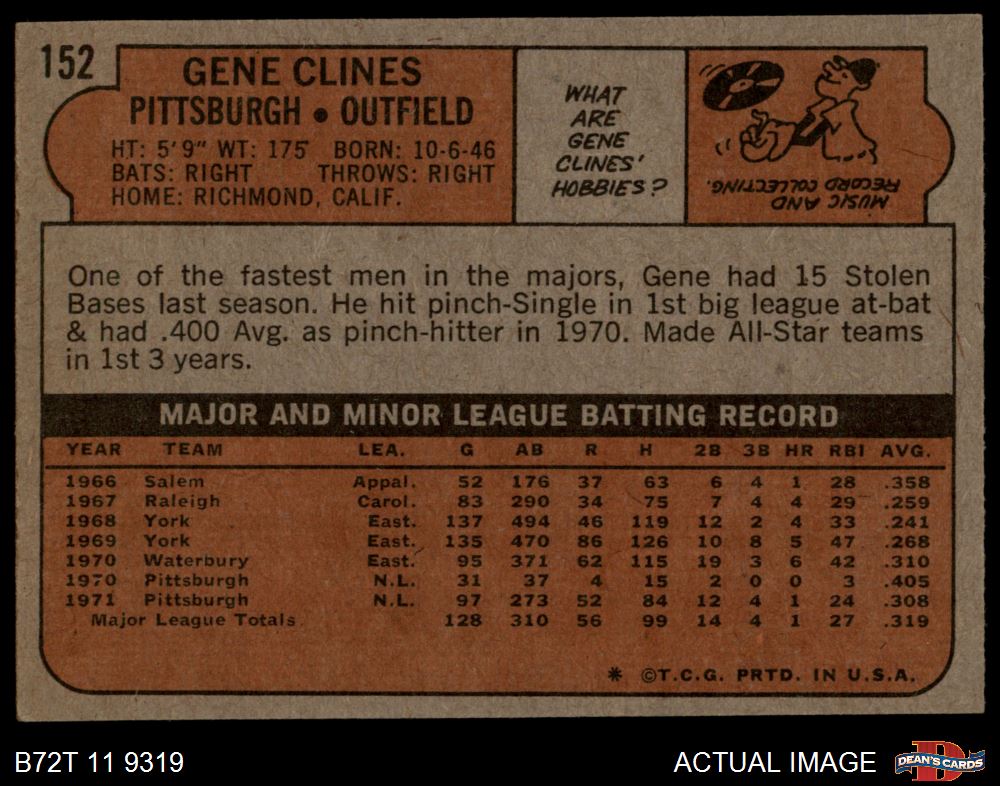 152
GENE CLINES
PITTSBURGH • OUTFIELD
HT: 5'9" WT: 175 BORN: 10-6-46
BATS: RIGHT THROWS: RIGHT
HOME: RICHMOND, CALIF.
WHAT
ARE
GENE
CLINES'
HOBBIES?
MUSIC AND
RECORD COLLECTING.
One of the fastest men in the majors, Gene had 15 Stolen
Bases last season. He hit pinch-Single in 1st big league at-bat
& had .400 Avg. as pinch-hitter in 1970. Made All-Star teams
in 1st 3 years.
MAJOR AND MINOR LEAGUE BATTING RECORD
YEAR TEAM LEA. G AB R H 2B 3B HR RBI AVG.
1966 Salem Appal. 52 176 37 63 6 4 1 28 .358
1967 Raleigh Carol. 83 290 34 75 7 4 4 29 .259
1968 York East. 137 494 46 119 12 2 4 33 .241
1969 York East. 135 470 86 126 10 8 5 47 .268
1970 Waterbury East. 95 371 62 115 19 3 6 42 .310
1970 Pittsburgh N.L. 31 37 4 15 2 0 0 3 .405
1971 Pittsburgh N.L. 97 273 52 84 12 4 1 24 .308
Major League Totals 128 310 56 99 14 4 1 27 .319
* ©T.C.G. PRTD. IN U.S.A.
B72T 11 9319
ACTUAL IMAGE
DEAN'S CARDS